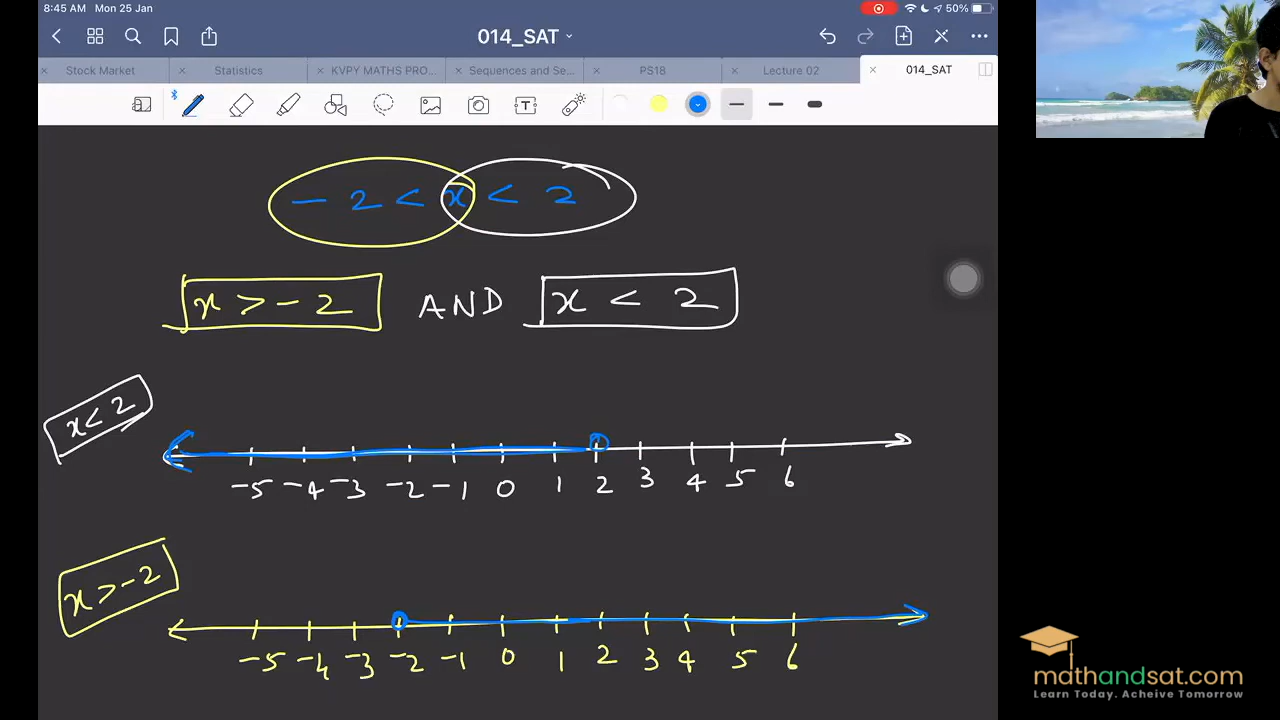 8:45 AM Mon 25 Jan
50%
014_SAT
Stock Market
Statistics
KVPY MATHS PRO...
Sequences and Se...
PS18
Lecture 02
014_SAT
T
- 2 < x < 2
x > - 2 AND x < 2
x < 2
-5 -4 -3 -2 -1 0 1 2 3 4 5 6
x > -2
-5 -4 -3 -2 -1 0 1 2 3 4 5 6
mathandsat.com
Learn Today. Acheive Tomorrow